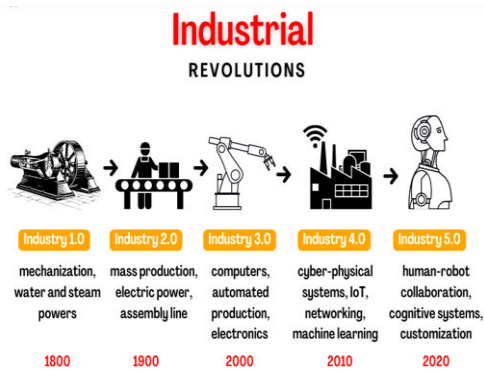 Industrial
REVOLUTIONS
Industry 1.0
Industry 2.0
Industry 3.0
Industry 4.0
Industry 5.0
mechanization,
water and steam
powers
mass production,
electric power,
assembly line
computers,
automated
production,
electronics
cyber-physical
systems, IoT,
networking,
machine learning
human-robot
collaboration,
cognitive systems,
customization
1800
1900
2000
2010
2020